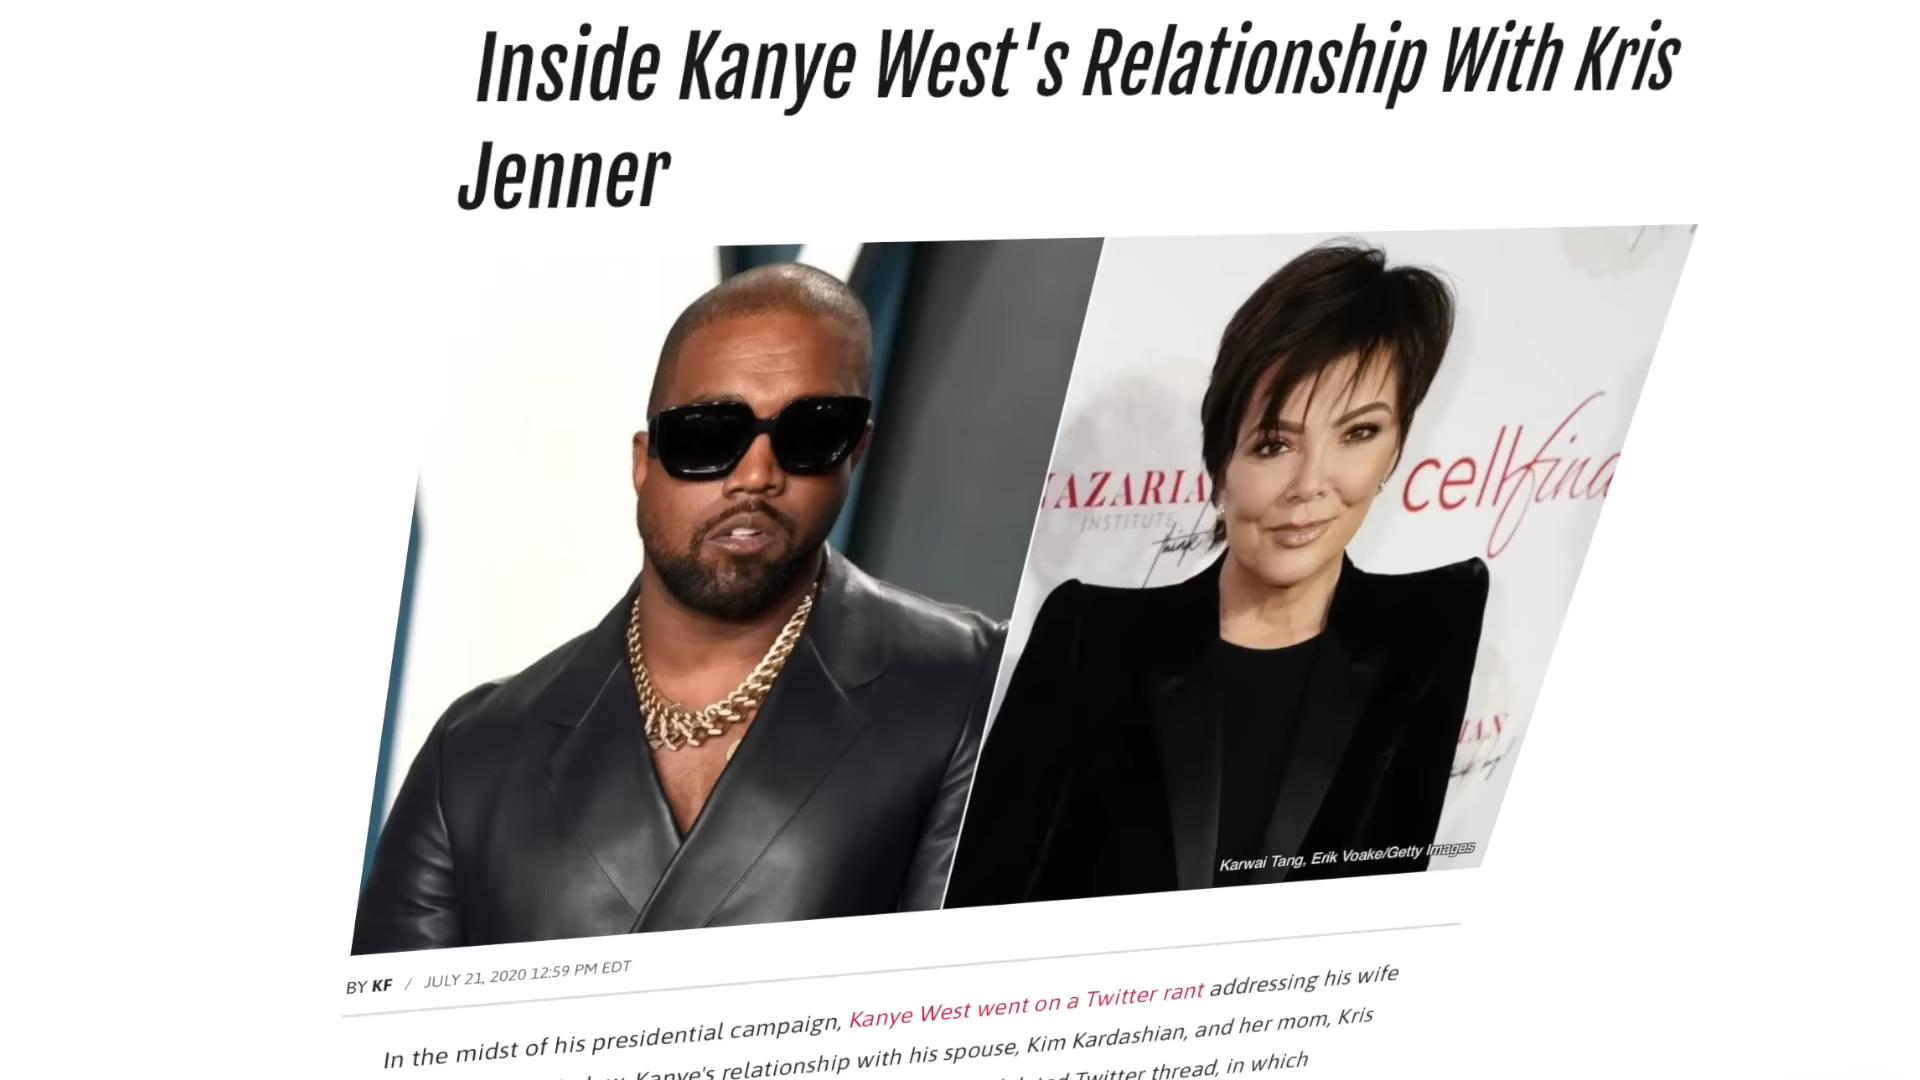 Inside Kanye West's Relationship With Kris
Jenner
AZARIA
INSTITUTE
think
cellfina
IAN
Karwai Tang, Erik Voake/Getty Images
BY KF / JULY 21, 2020 12:59 PM EDT
In the midst of his presidential campaign, Kanye West went on a Twitter rant addressing his wife
Kanye's relationship with his spouse, Kim Kardashian, and her mom, Kris
Twitter thread, in which